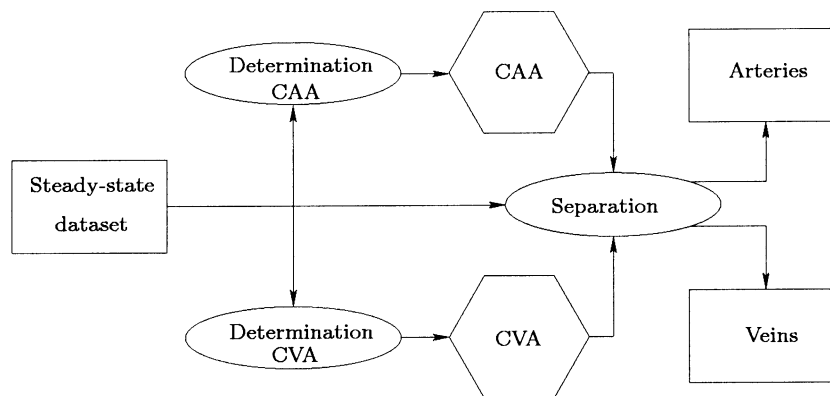 Determination
CAA
CAA
Arteries
Steady-state
dataset
Separation
Determination
CVA
CVA
Veins